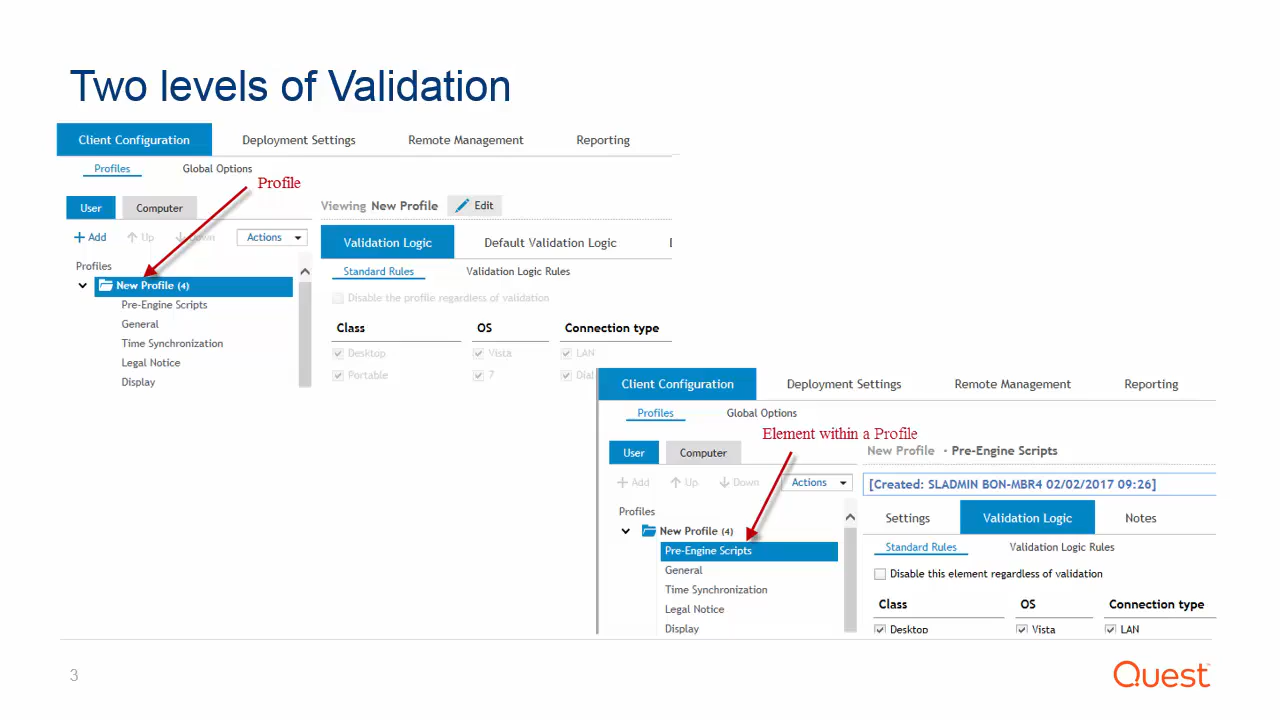 Two levels of Validation
Client Configuration Deployment Settings Remote Management Reporting
Profiles Global Options
Profile
User Computer
Viewing New Profile Edit
Add Up Down Actions
Validation Logic Default Validation Logic
Profiles
Standard Rules Validation Logic Rules
New Profile (4)
Disable the profile regardless of validation
Pre-Engine Scripts
General
Class OS Connection type
Time Synchronization
Desktop Vista LAN
Legal Notice
Portable 7 Dial
Display
Client Configuration Deployment Settings Remote Management Reporting
Profiles Global Options
Element within a Profile
User Computer
New Profile · Pre-Engine Scripts
Add Up Down Actions
[Created: SLADMIN BON-MBR4 02/02/2017 09:26]
Profiles
Settings Validation Logic Notes
New Profile (4)
Pre-Engine Scripts
Standard Rules Validation Logic Rules
General
Disable this element regardless of validation
Time Synchronization
Class OS Connection type
Legal Notice
Display
Desktop Vista LAN
3
Quest